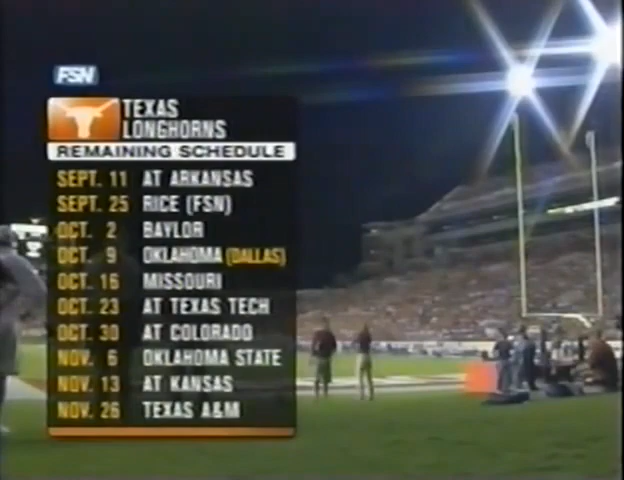 FSN
TEXAS
LONGHORNS
REMAINING SCHEDULE
SEPT. 11 AT ARKANSAS
SEPT. 25 RICE (FSN)
OCT. 2 BAYLOR
OCT. 9 OKLAHOMA (DALLAS)
OCT. 16 MISSOURI
OCT. 23 AT TEXAS TECH
OCT. 30 AT COLORADO
NOV. 6 OKLAHOMA STATE
NOV. 13 AT KANSAS
NOV. 26 TEXAS A&M